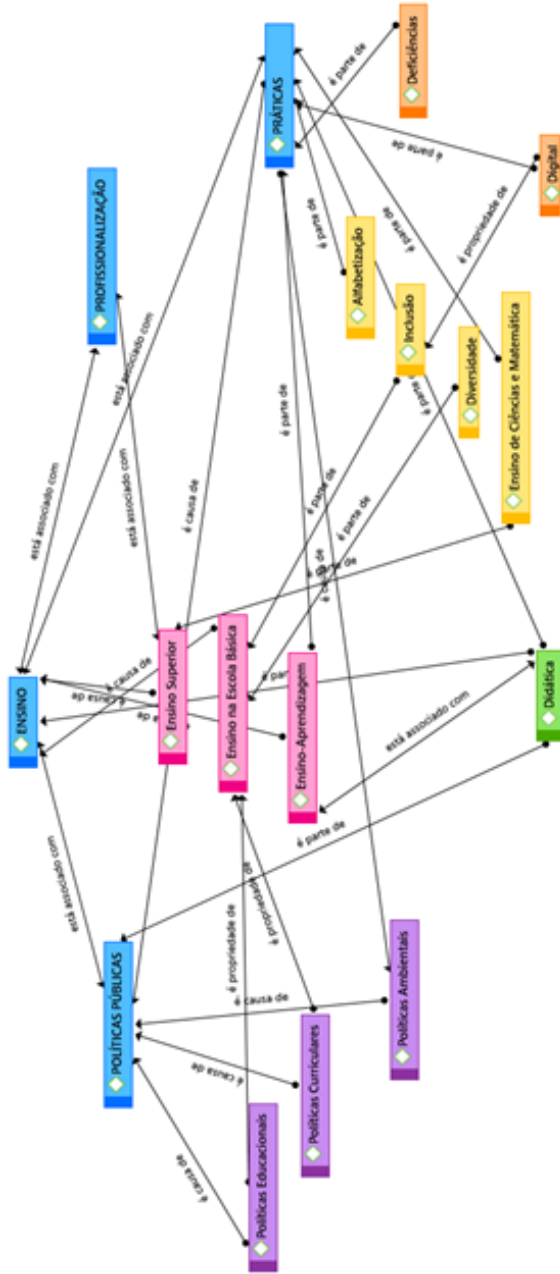 ENSINO
PROFISSIONALIZAÇÃO
POLÍTICAS PÚBLICAS
PRÁTICAS
Ensino Superior
Ensino na Escola Básica
Ensino-Aprendizagem
Políticas Educacionais
Políticas Curriculares
Políticas Ambientais
Alfabetização
Inclusão
Diversidade
Ensino de Ciências e Matemática
Deficiências
Digital
Didática
está associado com
está associado com
está associado com
está associado com
está associado com
é causa de
é causa de
é causa de
é causa de
é causa de
é causa de
é causa de
é propriedade de
é propriedade de
é propriedade de
é parte de
é parte de
é parte de
é parte de
é parte de
é parte de
é parte de
é parte de
é parte de